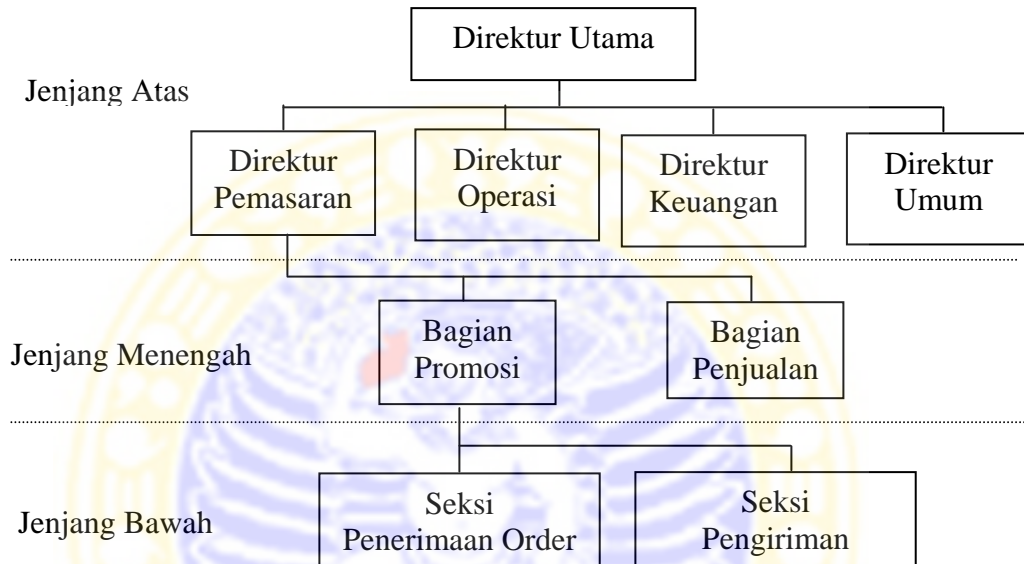 Direktur Utama
Jenjang Atas
Direktur
Pemasaran
Direktur
Operasi
Direktur
Keuangan
Direktur
Umum
Jenjang Menengah
Bagian
Promosi
Bagian
Penjualan
Jenjang Bawah
Seksi
Penerimaan Order
Seksi
Pengiriman